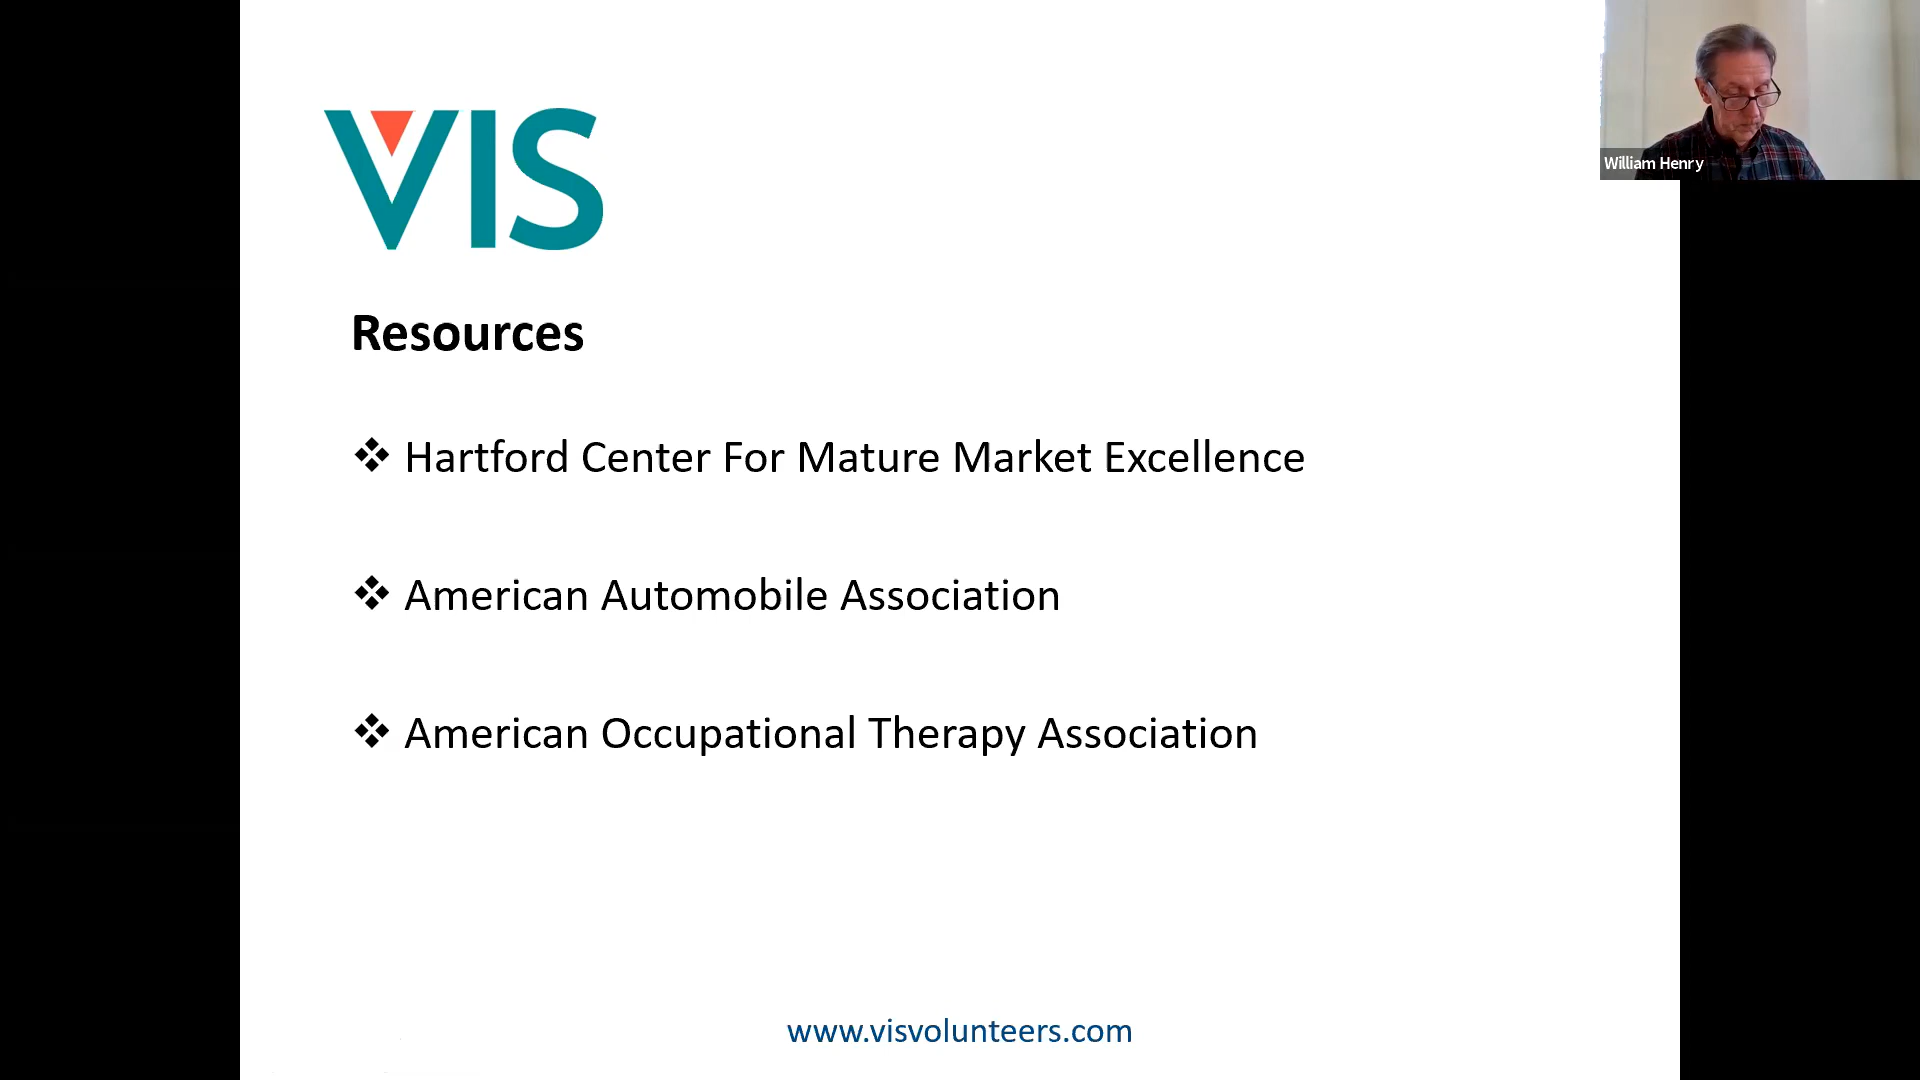 VIS
William Henry
Resources
❖ Hartford Center For Mature Market Excellence
❖ American Automobile Association
❖ American Occupational Therapy Association
www.visvolunteers.com